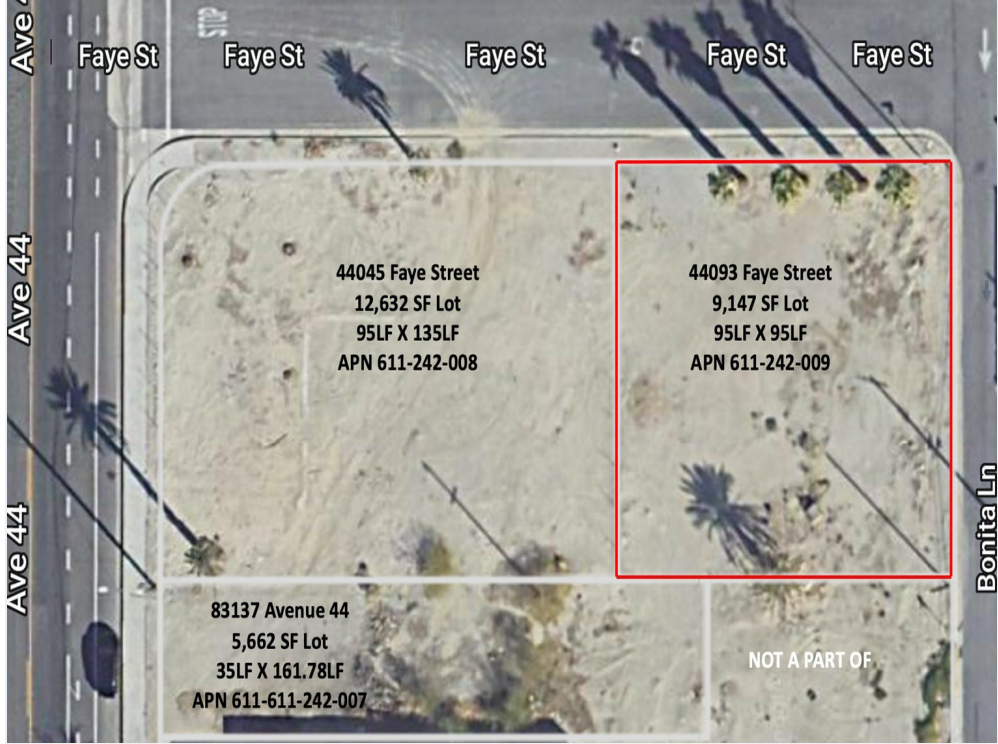 Ave 4
Faye St
Faye St
Faye St
Faye St
Faye St
STOP
Ave 44
44045 Faye Street
12,632 SF Lot
95LF X 135LF
APN 611-242-008
44093 Faye Street
9,147 SF Lot
95LF X 95LF
APN 611-242-009
Ave 44
Bonita Ln
83137 Avenue 44
5,662 SF Lot
35LF X 161.78LF
APN 611-611-242-007
NOT A PART OF